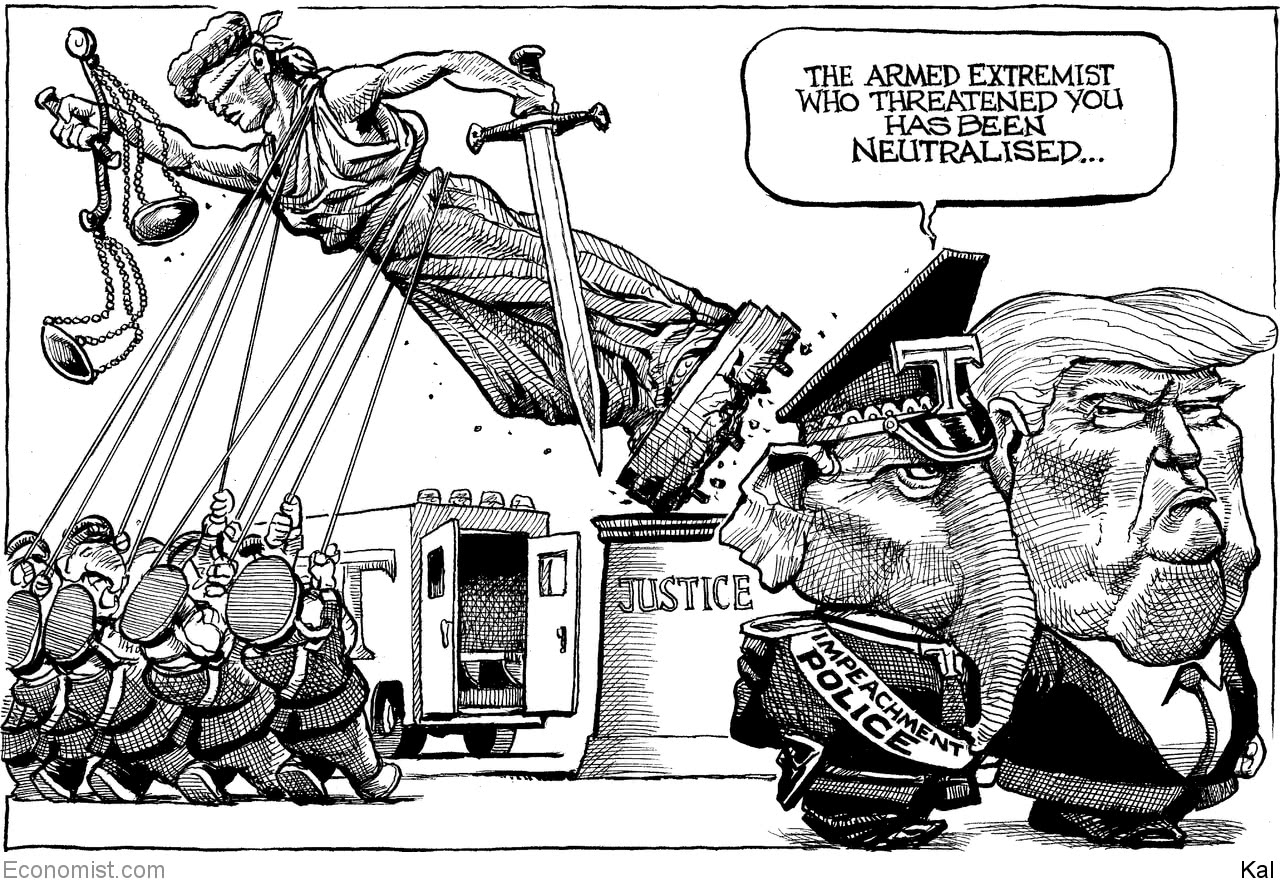 THE ARMED EXTREMIST
WHO THREATENED YOU
HAS BEEN
NEUTRALISED...
T
T
JUSTICE
IMPEACHMENT
POLICE
Economist.com
Kal